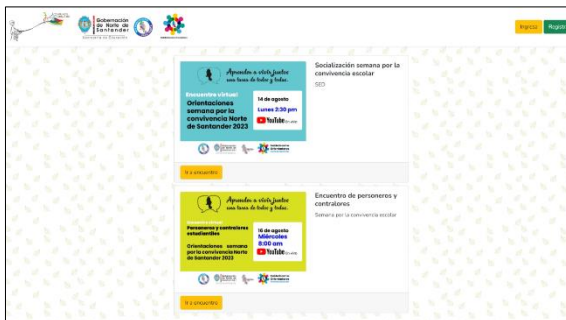 Gobernación
de Norte de
Santander
Ingreso
Registro
Aprender a vivir juntos
una tarea de todos y todas.
Encuentro virtual
Orientaciones
semana por la
convivencia Norte
de Santander 2023
14 de agosto
Lunes 2:30 pm
YouTube
Socialización semana por la
convivencia escolar
SED
Ir a encuentro
Aprender a vivir juntos
una tarea de todos y todas.
Personeros y contralores
estudiantiles
Orientaciones semana
por la convivencia Norte
de Santander 2023
16 de agosto
Miércoles
8:00 am
YouTube
Encuentro de personeros y
contralores
Semana por la convivencia escolar
Ir a encuentro